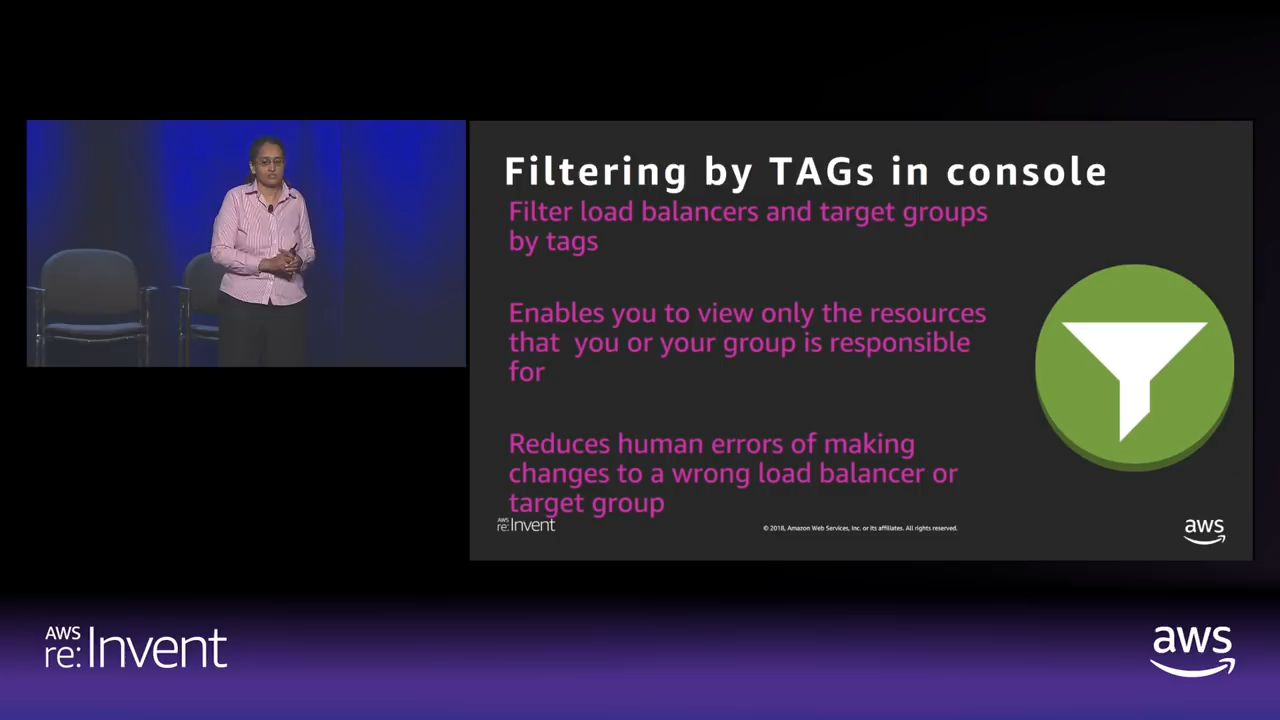 Filtering by TAGs in console
Filter load balancers and target groups
by tags
Enables you to view only the resources
that you or your group is responsible
for
Reduces human errors of making
changes to a wrong load balancer or
target group
AWS
re:Invent
© 2018, Amazon Web Services, Inc. or its affiliates. All rights reserved.
aws
AWS
re:Invent
aws